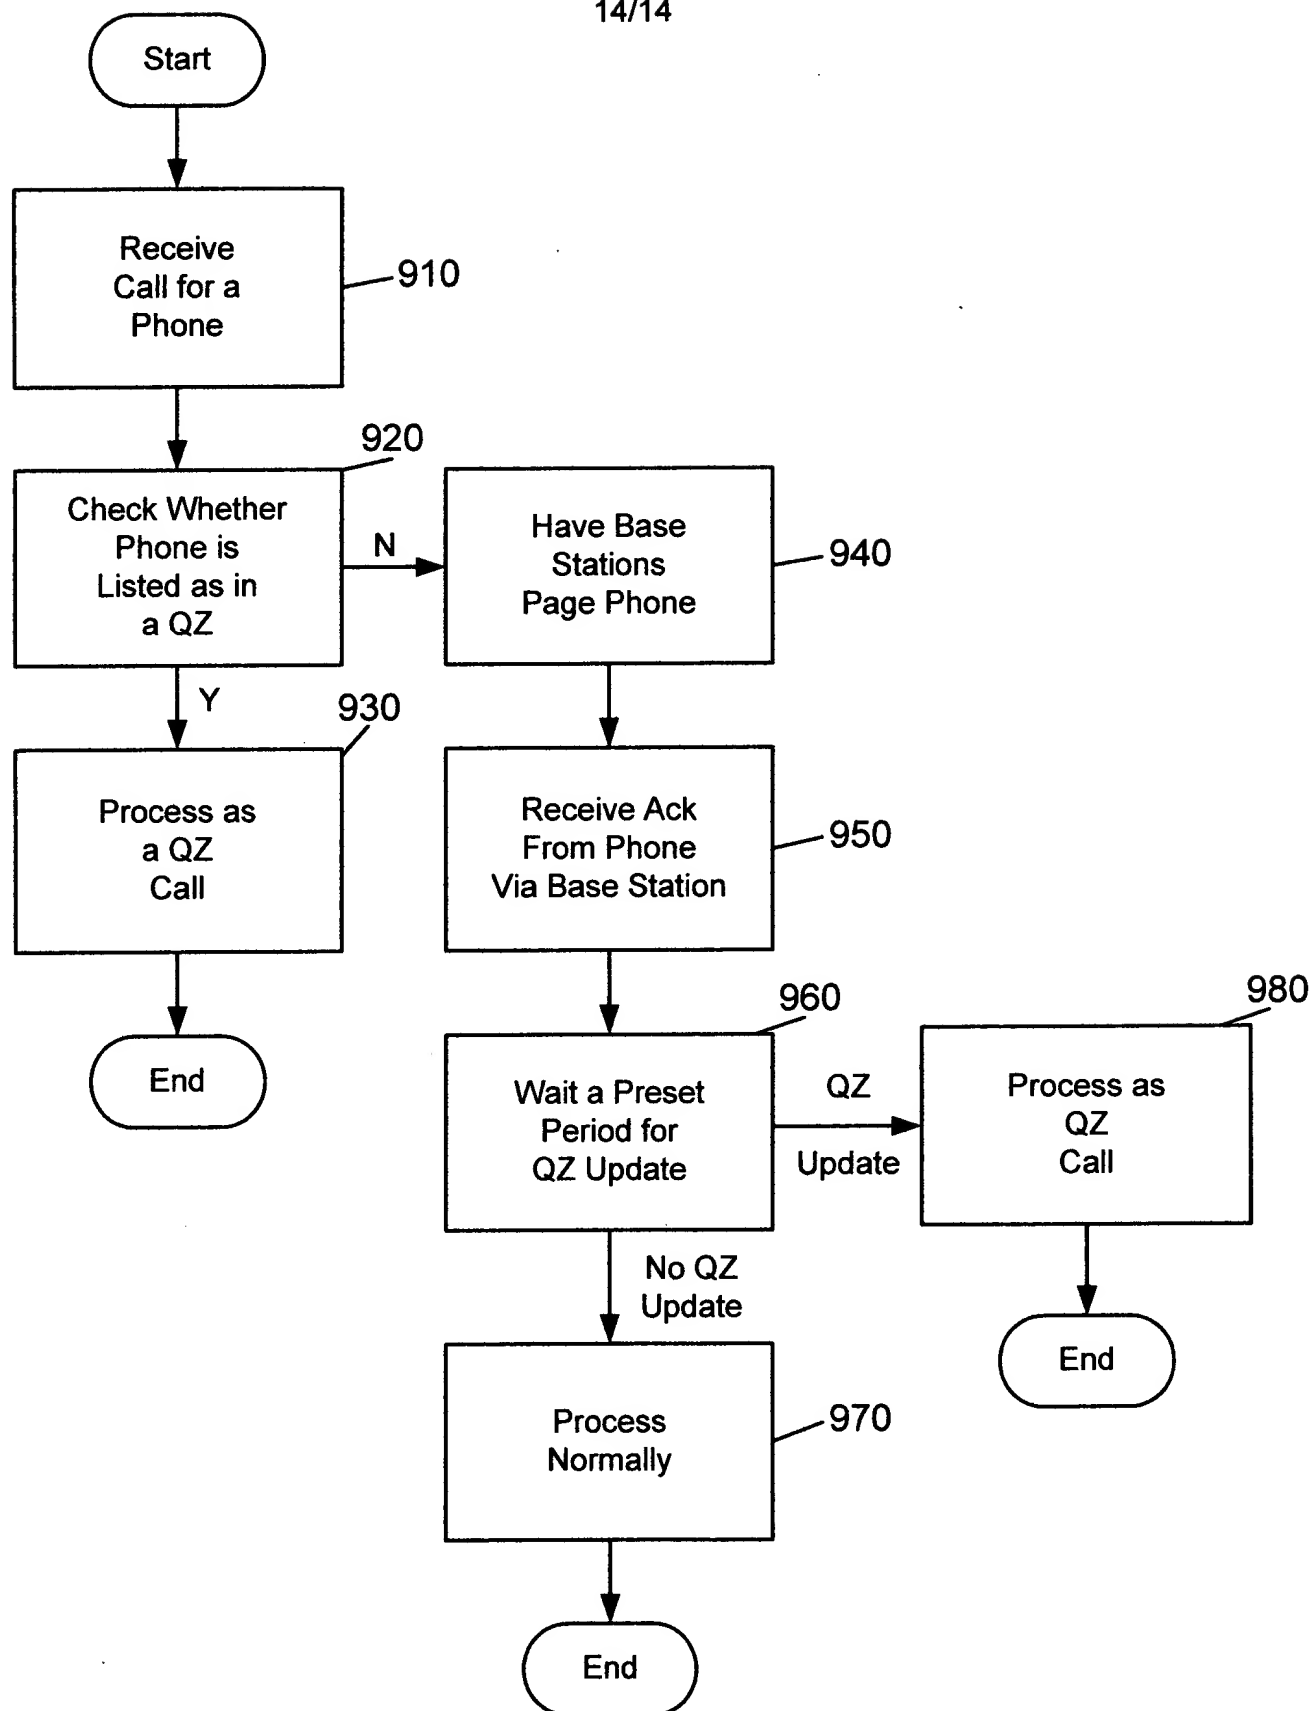 14/14
Start
Receive
Call for a
Phone
910
920
Check Whether
Phone is
Listed as in
a QZ
N
Have Base
Stations
Page Phone
940
Y
930
Process as
a QZ
Call
Receive Ack
From Phone
Via Base Station
950
End
960
Wait a Preset
Period for
QZ Update
QZ
Update
980
Process as
QZ
Call
No QZ
Update
End
Process
Normally
970
End